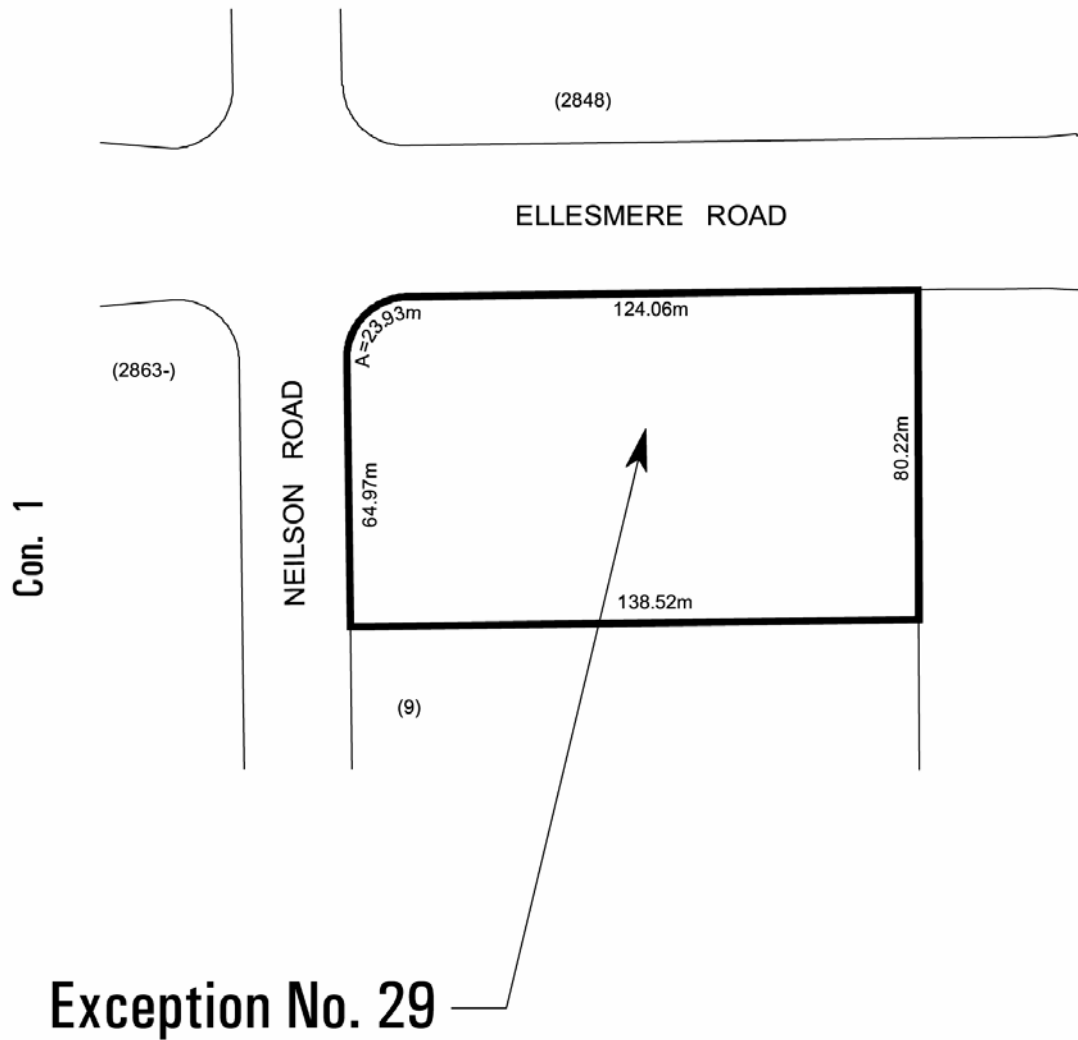 (2848)
ELLESMERE ROAD
124.06m
A=23.93m
(2863-)
NEILSON ROAD
64.97m
80.22m
Con. 1
138.52m
(9)
Exception No. 29